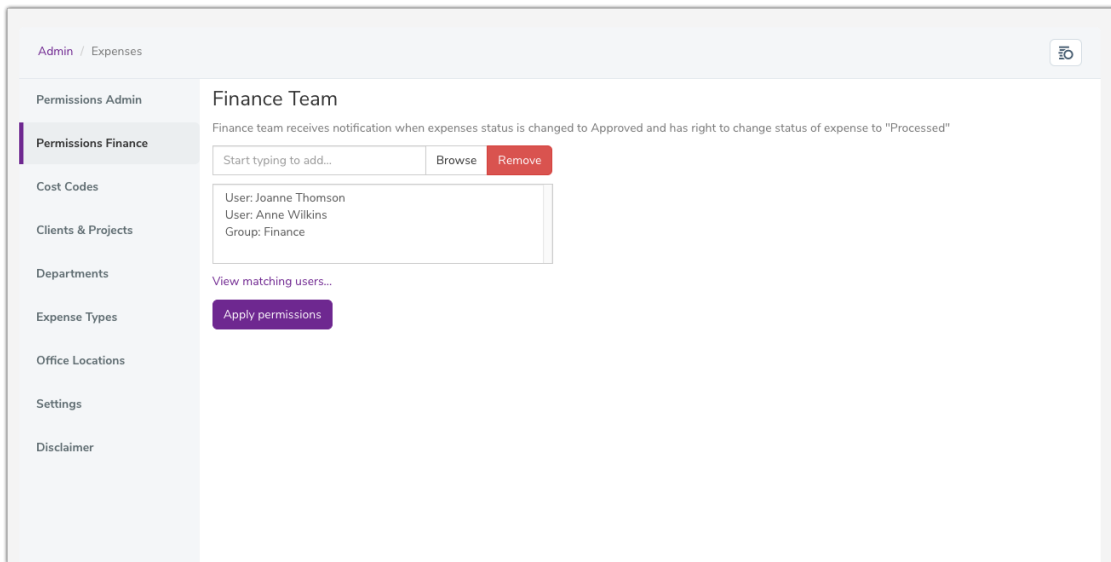 Admin / Expenses
Permissions Admin
Permissions Finance
Cost Codes
Clients & Projects
Departments
Expense Types
Office Locations
Settings
Disclaimer
Finance Team
Finance team receives notification when expenses status is changed to Approved and has right to change status of expense to "Processed"
Start typing to add... Browse Remove
User: Joanne Thomson
User: Anne Wilkins
Group: Finance
View matching users...
Apply permissions